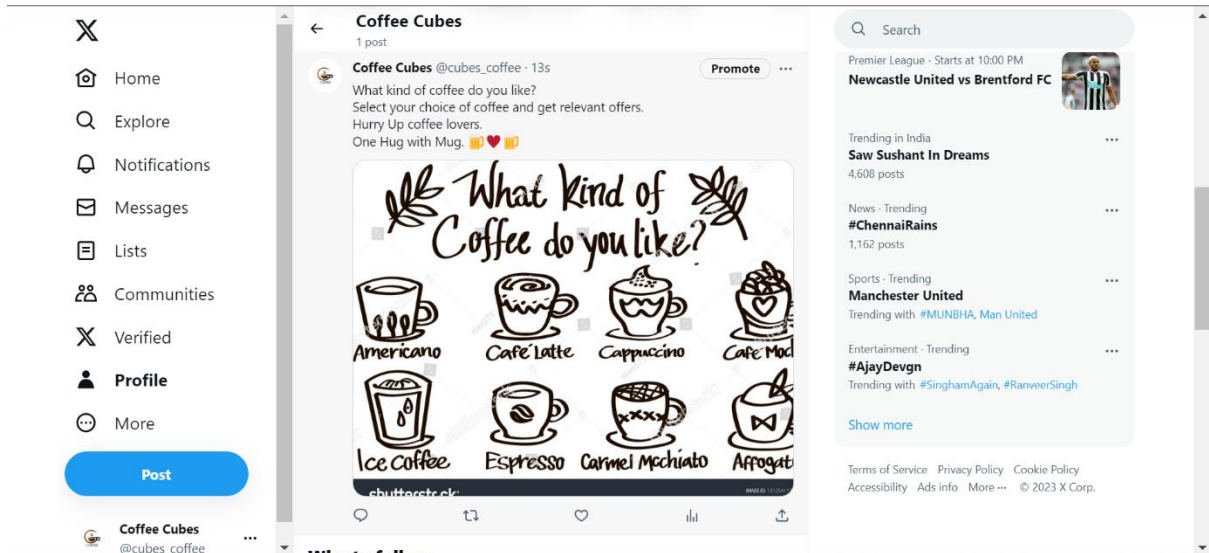 Home
Explore
Notifications
Messages
Lists
Communities
Verified
Profile
More
Post
Coffee Cubes
@cubes_coffee
Coffee Cubes
1 post
Coffee Cubes @cubes_coffee · 13s
Promote
What kind of coffee do you like?
Select your choice of coffee and get relevant offers.
Hurry Up coffee lovers.
One Hug with Mug. 🍺❤️🍺
What Kind of
Coffee do you like?
Americano
Café Latte
Cappuccino
Cafe Moc
Ice Coffee
Espresso
Carmel Mcchiato
Affogat
Search
Premier League · Starts at 10:00 PM
Newcastle United vs Brentford FC
Trending in India
Saw Sushant In Dreams
4,608 posts
News · Trending
#ChennaiRains
1,162 posts
Sports · Trending
Manchester United
Trending with #MUNBHA, Man United
Entertainment · Trending
#AjayDevgn
Trending with #SinghamAgain, #RanveerSingh
Show more
Terms of Service Privacy Policy Cookie Policy
Accessibility Ads info More ··· © 2023 X Corp.